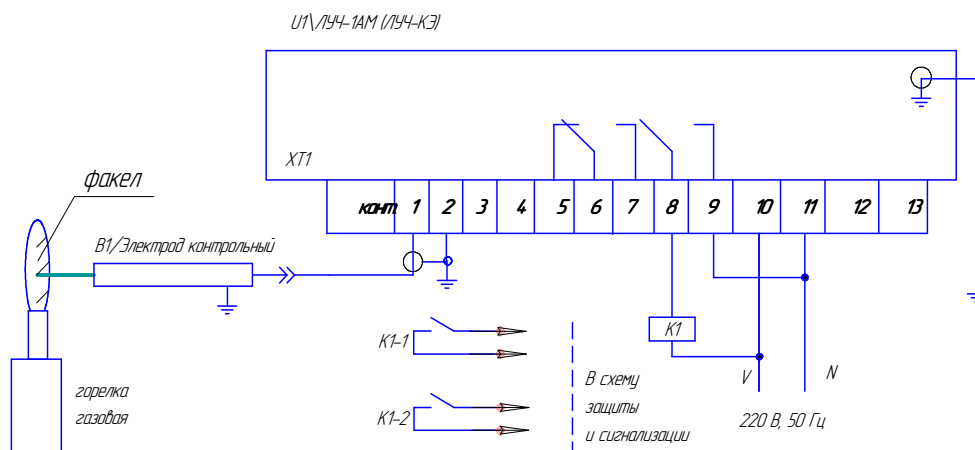 U1\ЛУЧ-1АМ (ЛУЧ-КЭ)
XT1
факел
конт. 1 2 3 4 5 6 7 8 9 10 11 12 13
В1/Электрод контрольный
К1-1
К1
В схему
защиты
и сигнализации
V
N
горелка
газовая
К1-2
220 В, 50 Гц